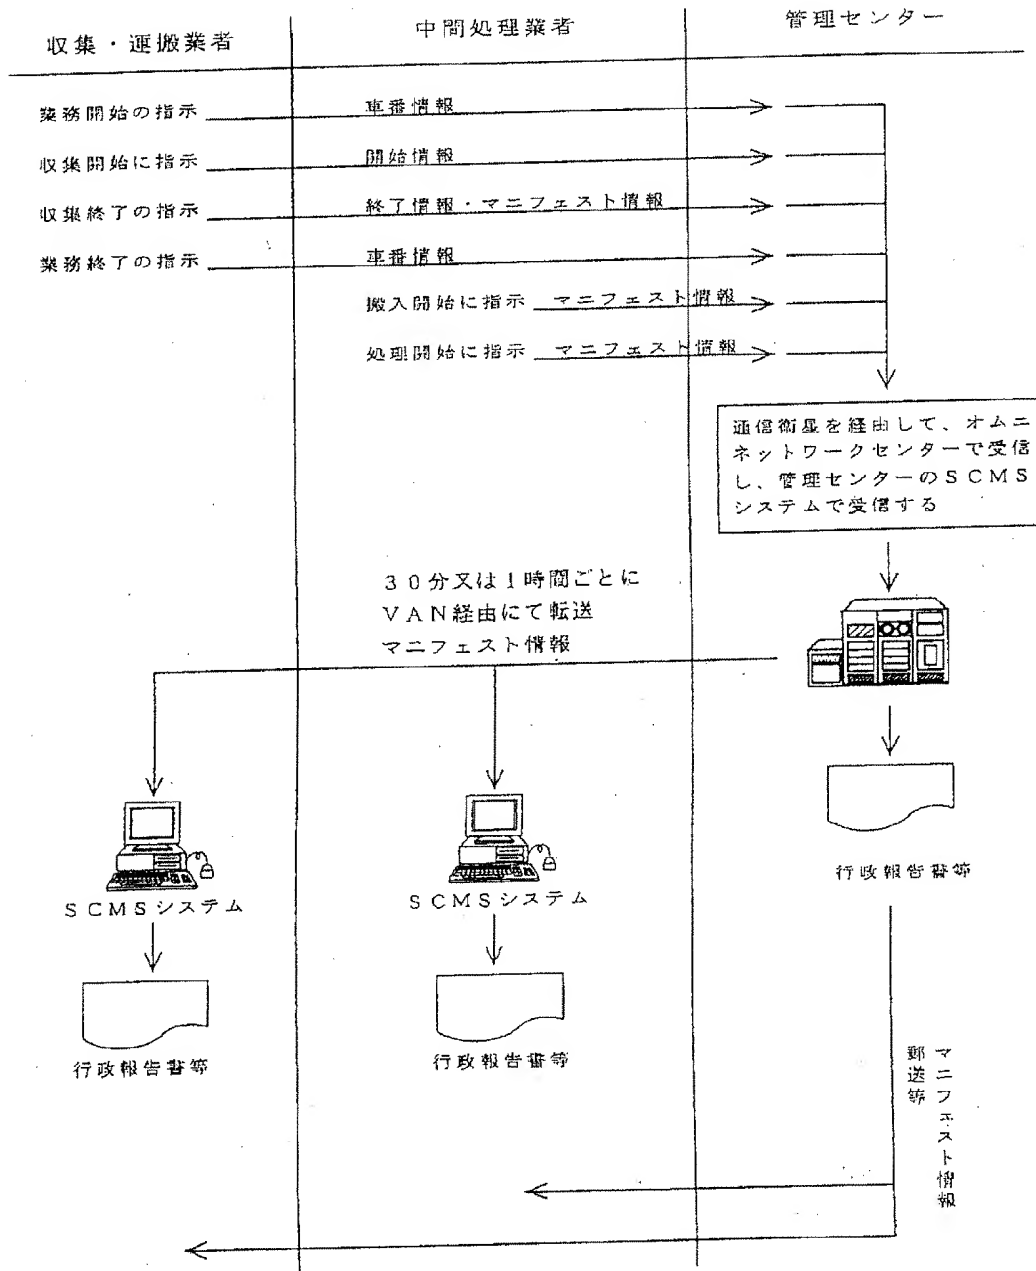 収集・運搬業者
中間処理業者
管理センター
業務開始の指示
車番情報
収集開始に指示
開始情報
収集終了の指示
終了情報・マニフェスト情報
業務終了の指示
車番情報
搬入開始に指示
マニフェスト情報
処理開始に指示
マニフェスト情報
通信衛星を経由して、オムニ
ネットワークセンターで受信
し、管理センターのSCMS
システムで受信する
30分又は1時間ごとに
VAN経由にて転送
マニフェスト情報
SCMSシステム
SCMSシステム
行政報告書等
行政報告書等
行政報告書等
マニフェスト情報
郵送等